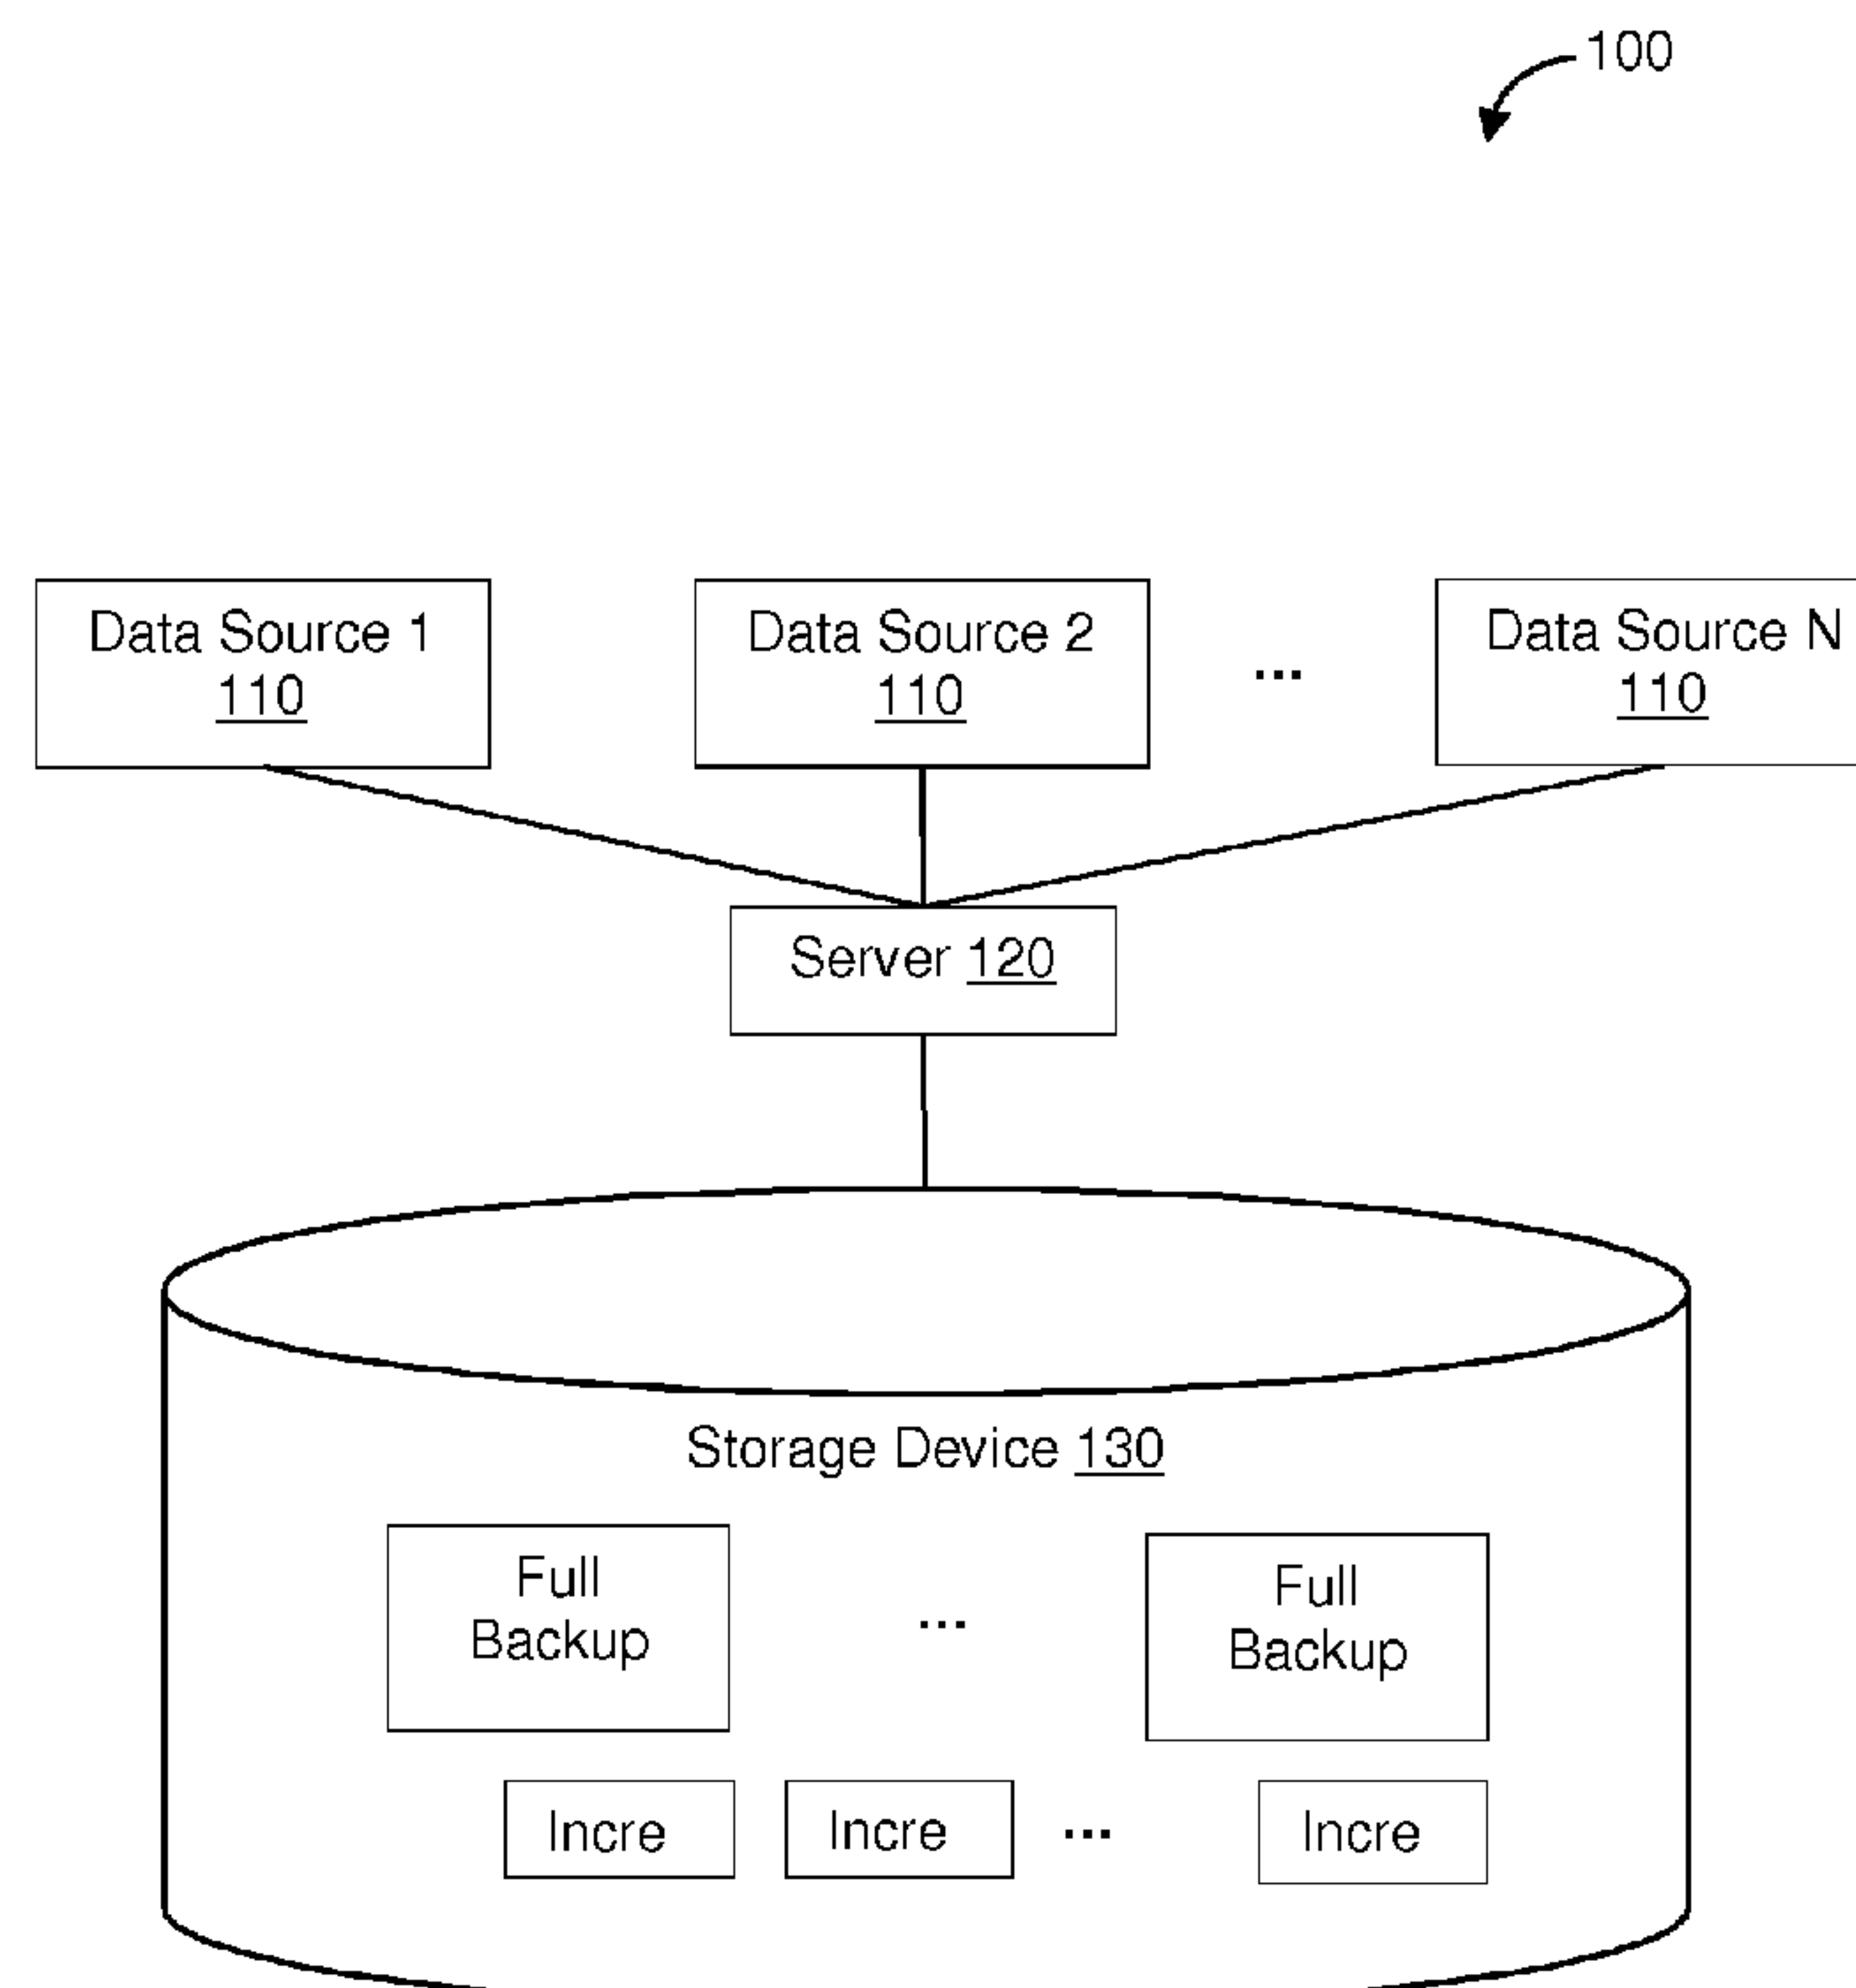 100
Data Source 1
110
Data Source 2
110
...
Data Source N
110
Server 120
Storage Device 130
Full
Backup
...
Full
Backup
Incre
Incre
...
Incre